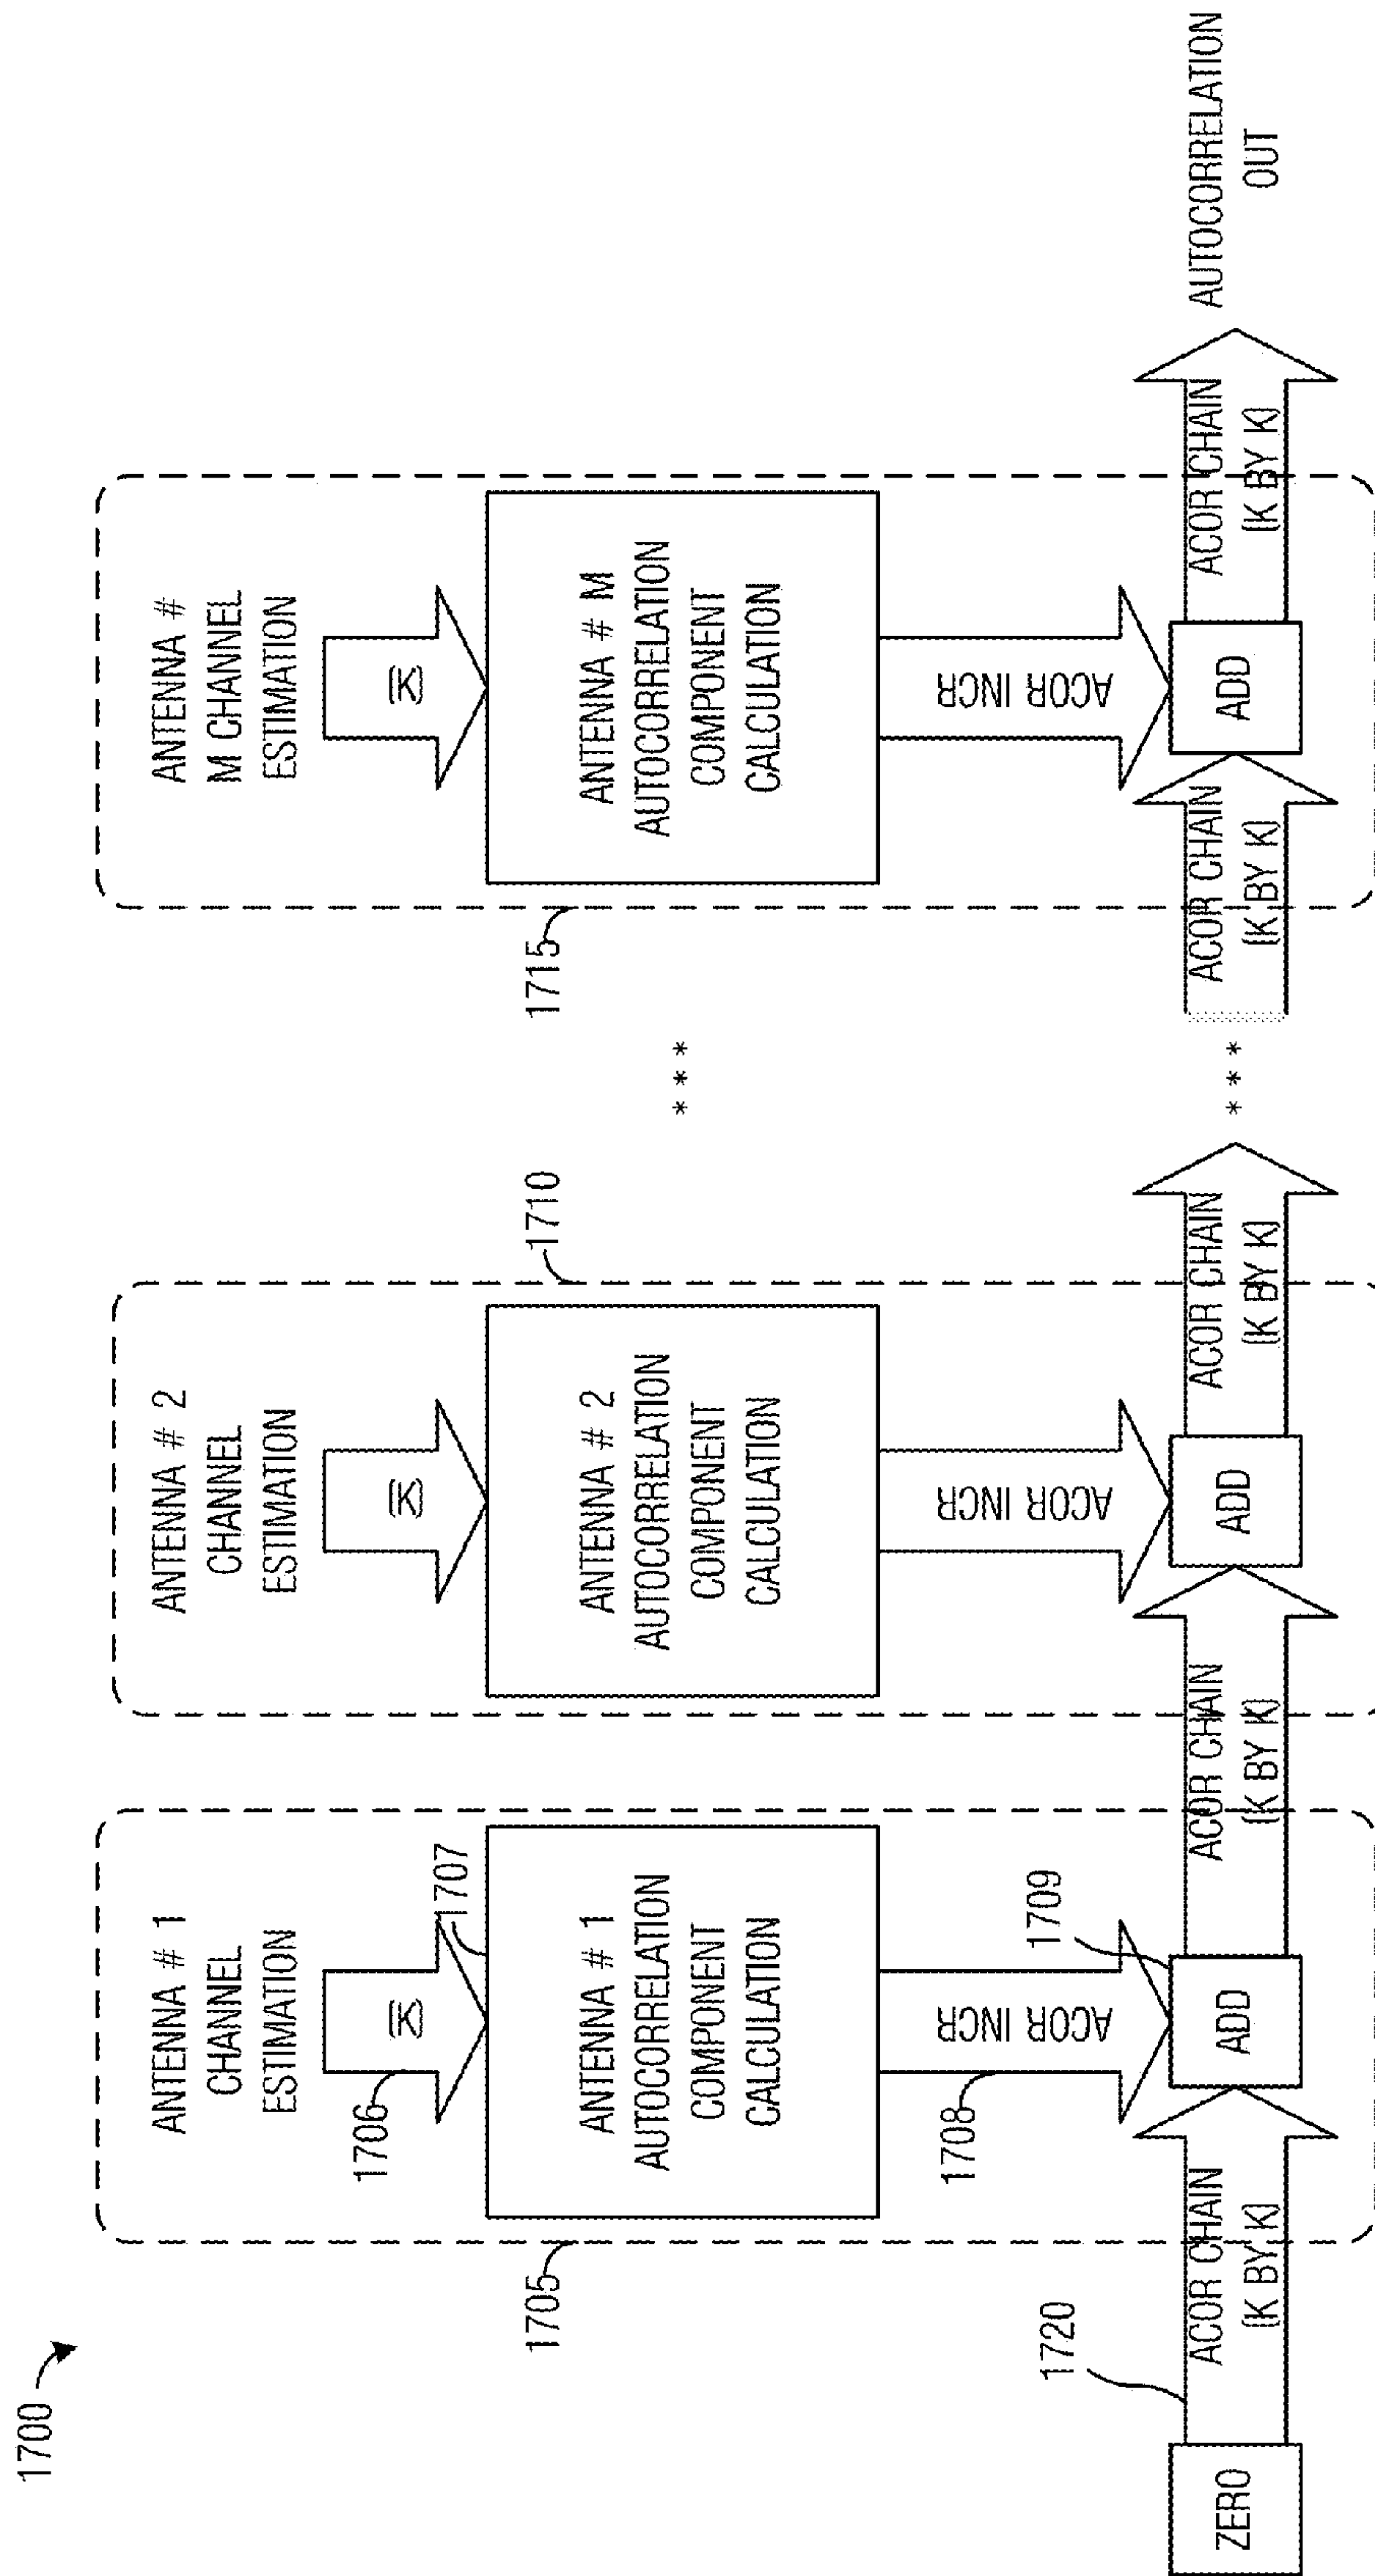 1700
ANTENNA # 1
CHANNEL
ESTIMATION
(K)
1706
1707
ANTENNA # 1
AUTOCORRELATION
COMPONENT
CALCULATION
1705
ACOR INCR
1708
1709
ADD
ZERO
1720
ACOR CHAIN
(K BY K)
ACOR CHAIN
(K BY K)
ANTENNA # 2
CHANNEL
ESTIMATION
(K)
ANTENNA # 2
AUTOCORRELATION
COMPONENT
CALCULATION
1710
ACOR INCR
ADD
ACOR CHAIN
(K BY K)
* * *
* * *
ANTENNA #
M CHANNEL
ESTIMATION
(K)
ANTENNA # M
AUTOCORRELATION
COMPONENT
CALCULATION
1715
ACOR INCR
ACOR CHAIN
(K BY K)
ADD
ACOR CHAIN
(K BY K)
AUTOCORRELATION
OUT